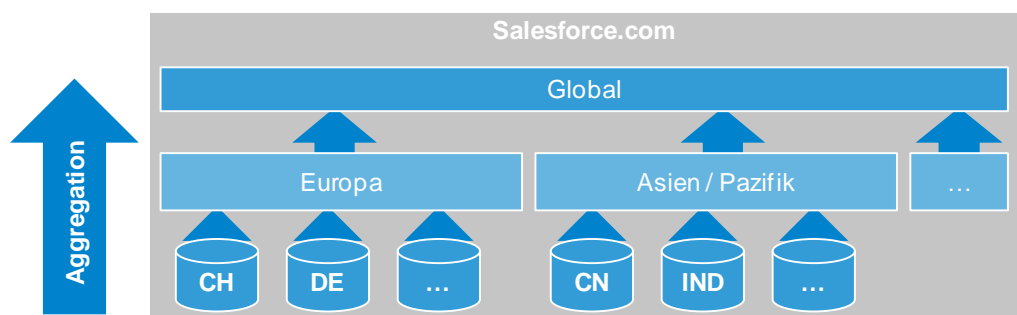 Salesforce.com
Global
Aggregation
Europa
Asien / Pazifik
…
CH
DE
…
CN
IND
…